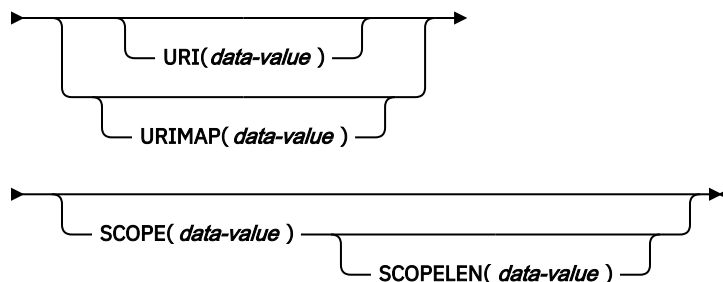 URI( data-value )
URIMAP( data-value )
SCOPE( data-value )
SCOPELEN( data-value )